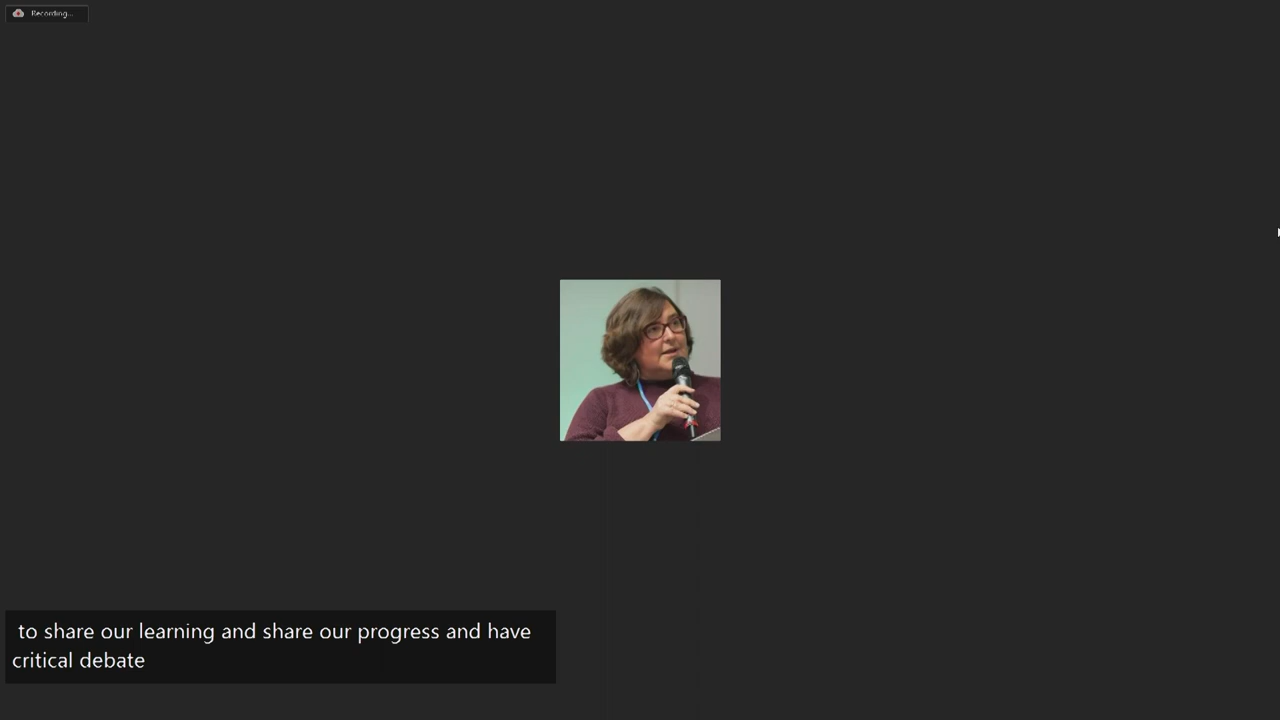 Recording...
to share our learning and share our progress and have
critical debate